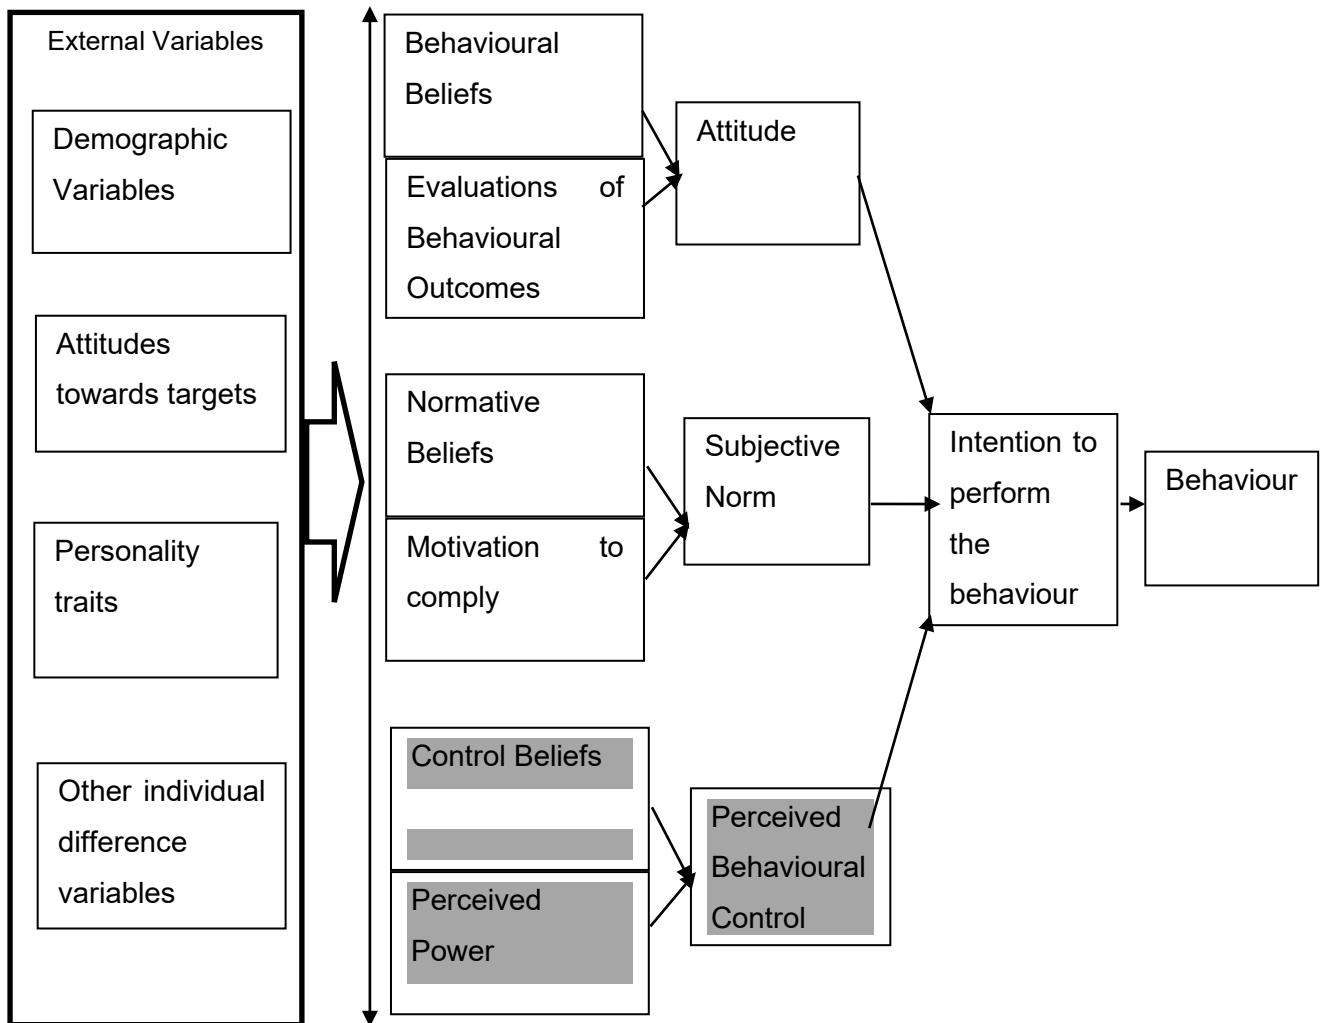 External Variables
Demographic
Variables
Attitudes
towards targets
Personality
traits
Other individual
difference
variables
Behavioural
Beliefs
Evaluations of
Behavioural
Outcomes
Normative
Beliefs
Motivation to
comply
Control Beliefs
Perceived
Power
Attitude
Subjective
Norm
Perceived
Behavioural
Control
Intention to
perform
the
behaviour
Behaviour